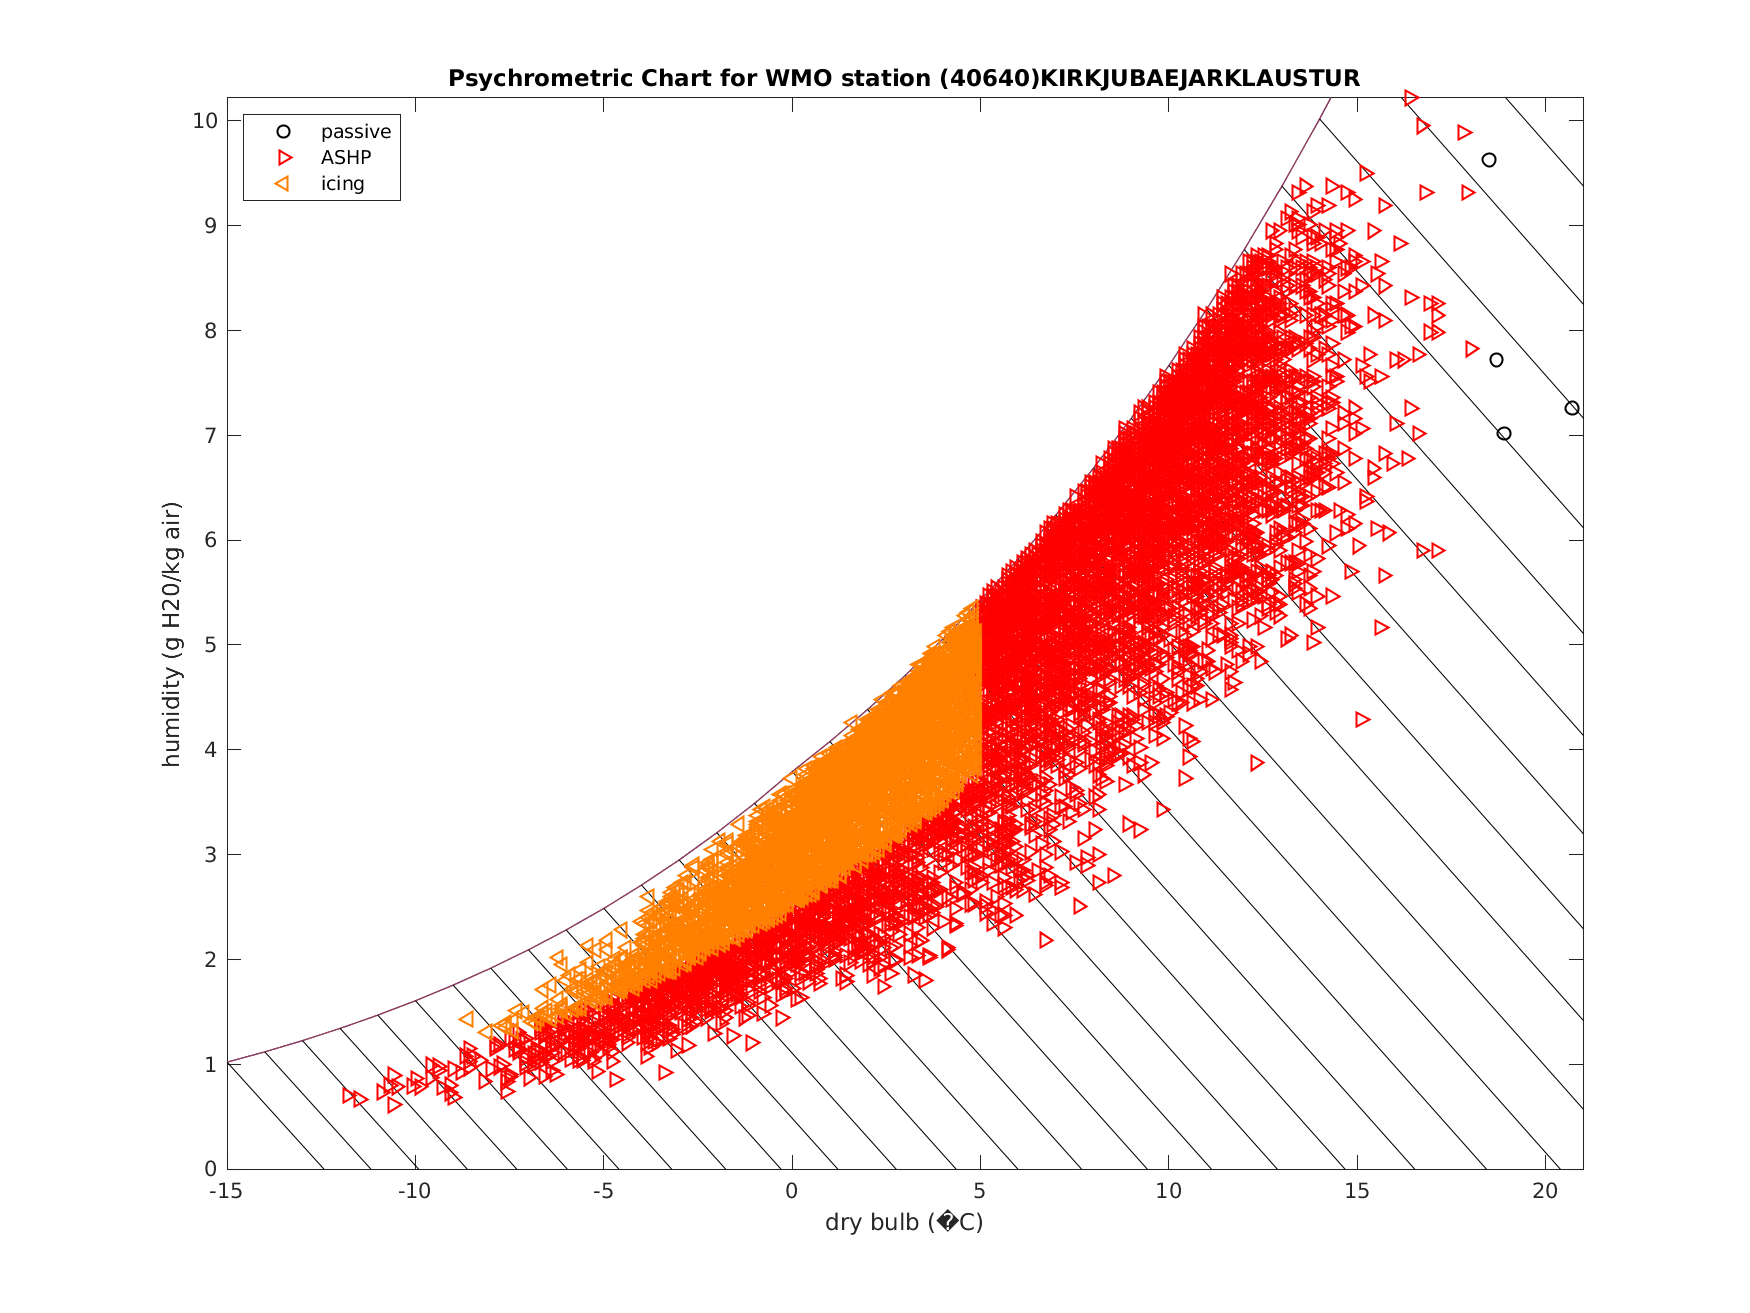 Psychrometric Chart for WMO station (40640)KIRKJUBAEJARKLAUSTUR
passive
ASHP
icing
humidity (g H20/kg air)
10
9
8
7
6
5
4
3
2
1
0
-15 -10 -5 0 5 10 15 20
dry bulb (�C)